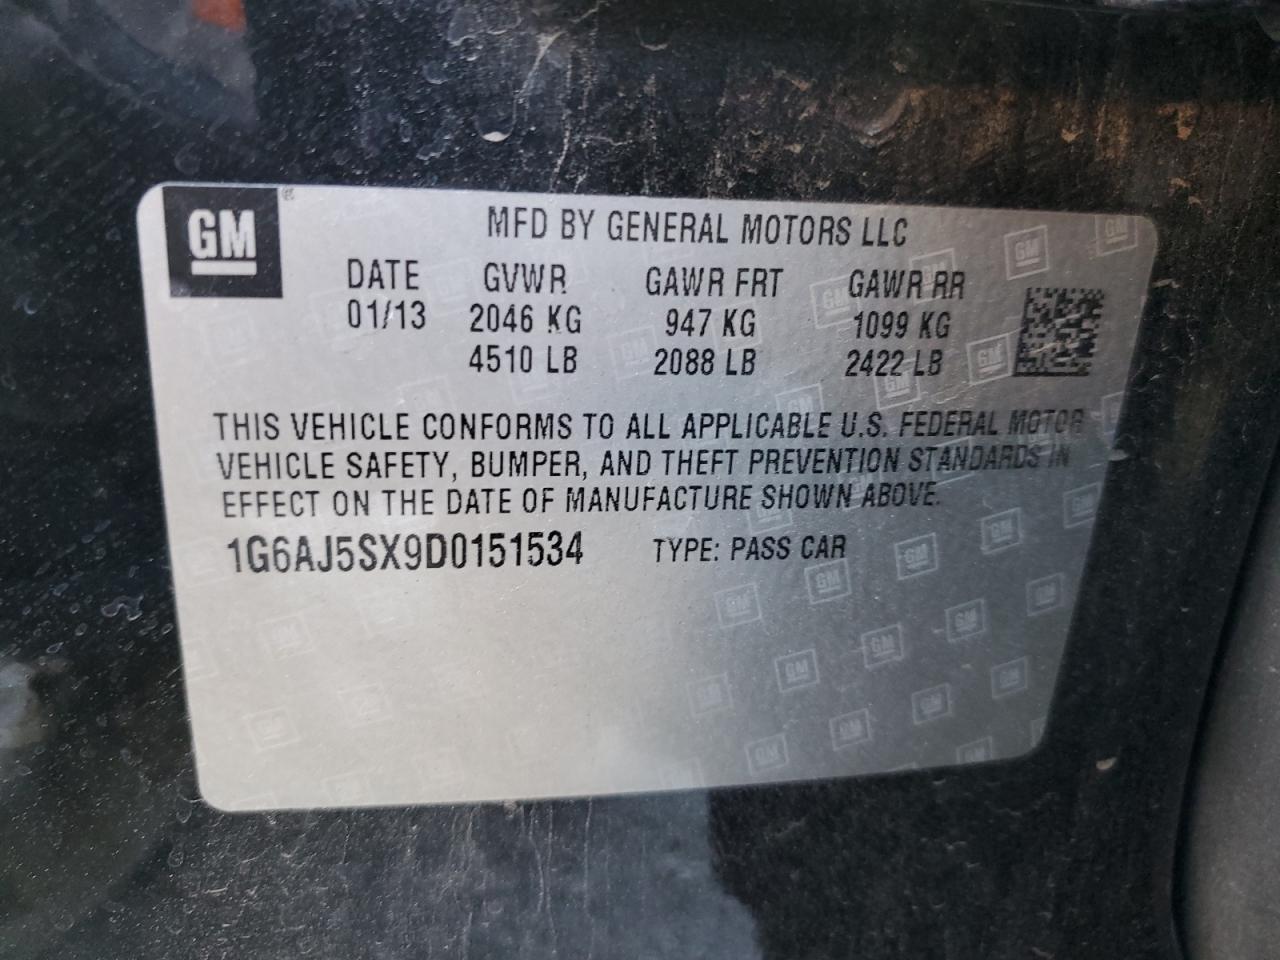 GM
MFD BY GENERAL MOTORS LLC
DATE GVWR GAWR FRT GAWR RR
01/13 2046 KG 947 KG 1099 KG
4510 LB 2088 LB 2422 LB
THIS VEHICLE CONFORMS TO ALL APPLICABLE U.S. FEDERAL MOTOR
VEHICLE SAFETY, BUMPER, AND THEFT PREVENTION STANDARDS IN
EFFECT ON THE DATE OF MANUFACTURE SHOWN ABOVE.
1G6AJ5SX9D0151534 TYPE: PASS CAR